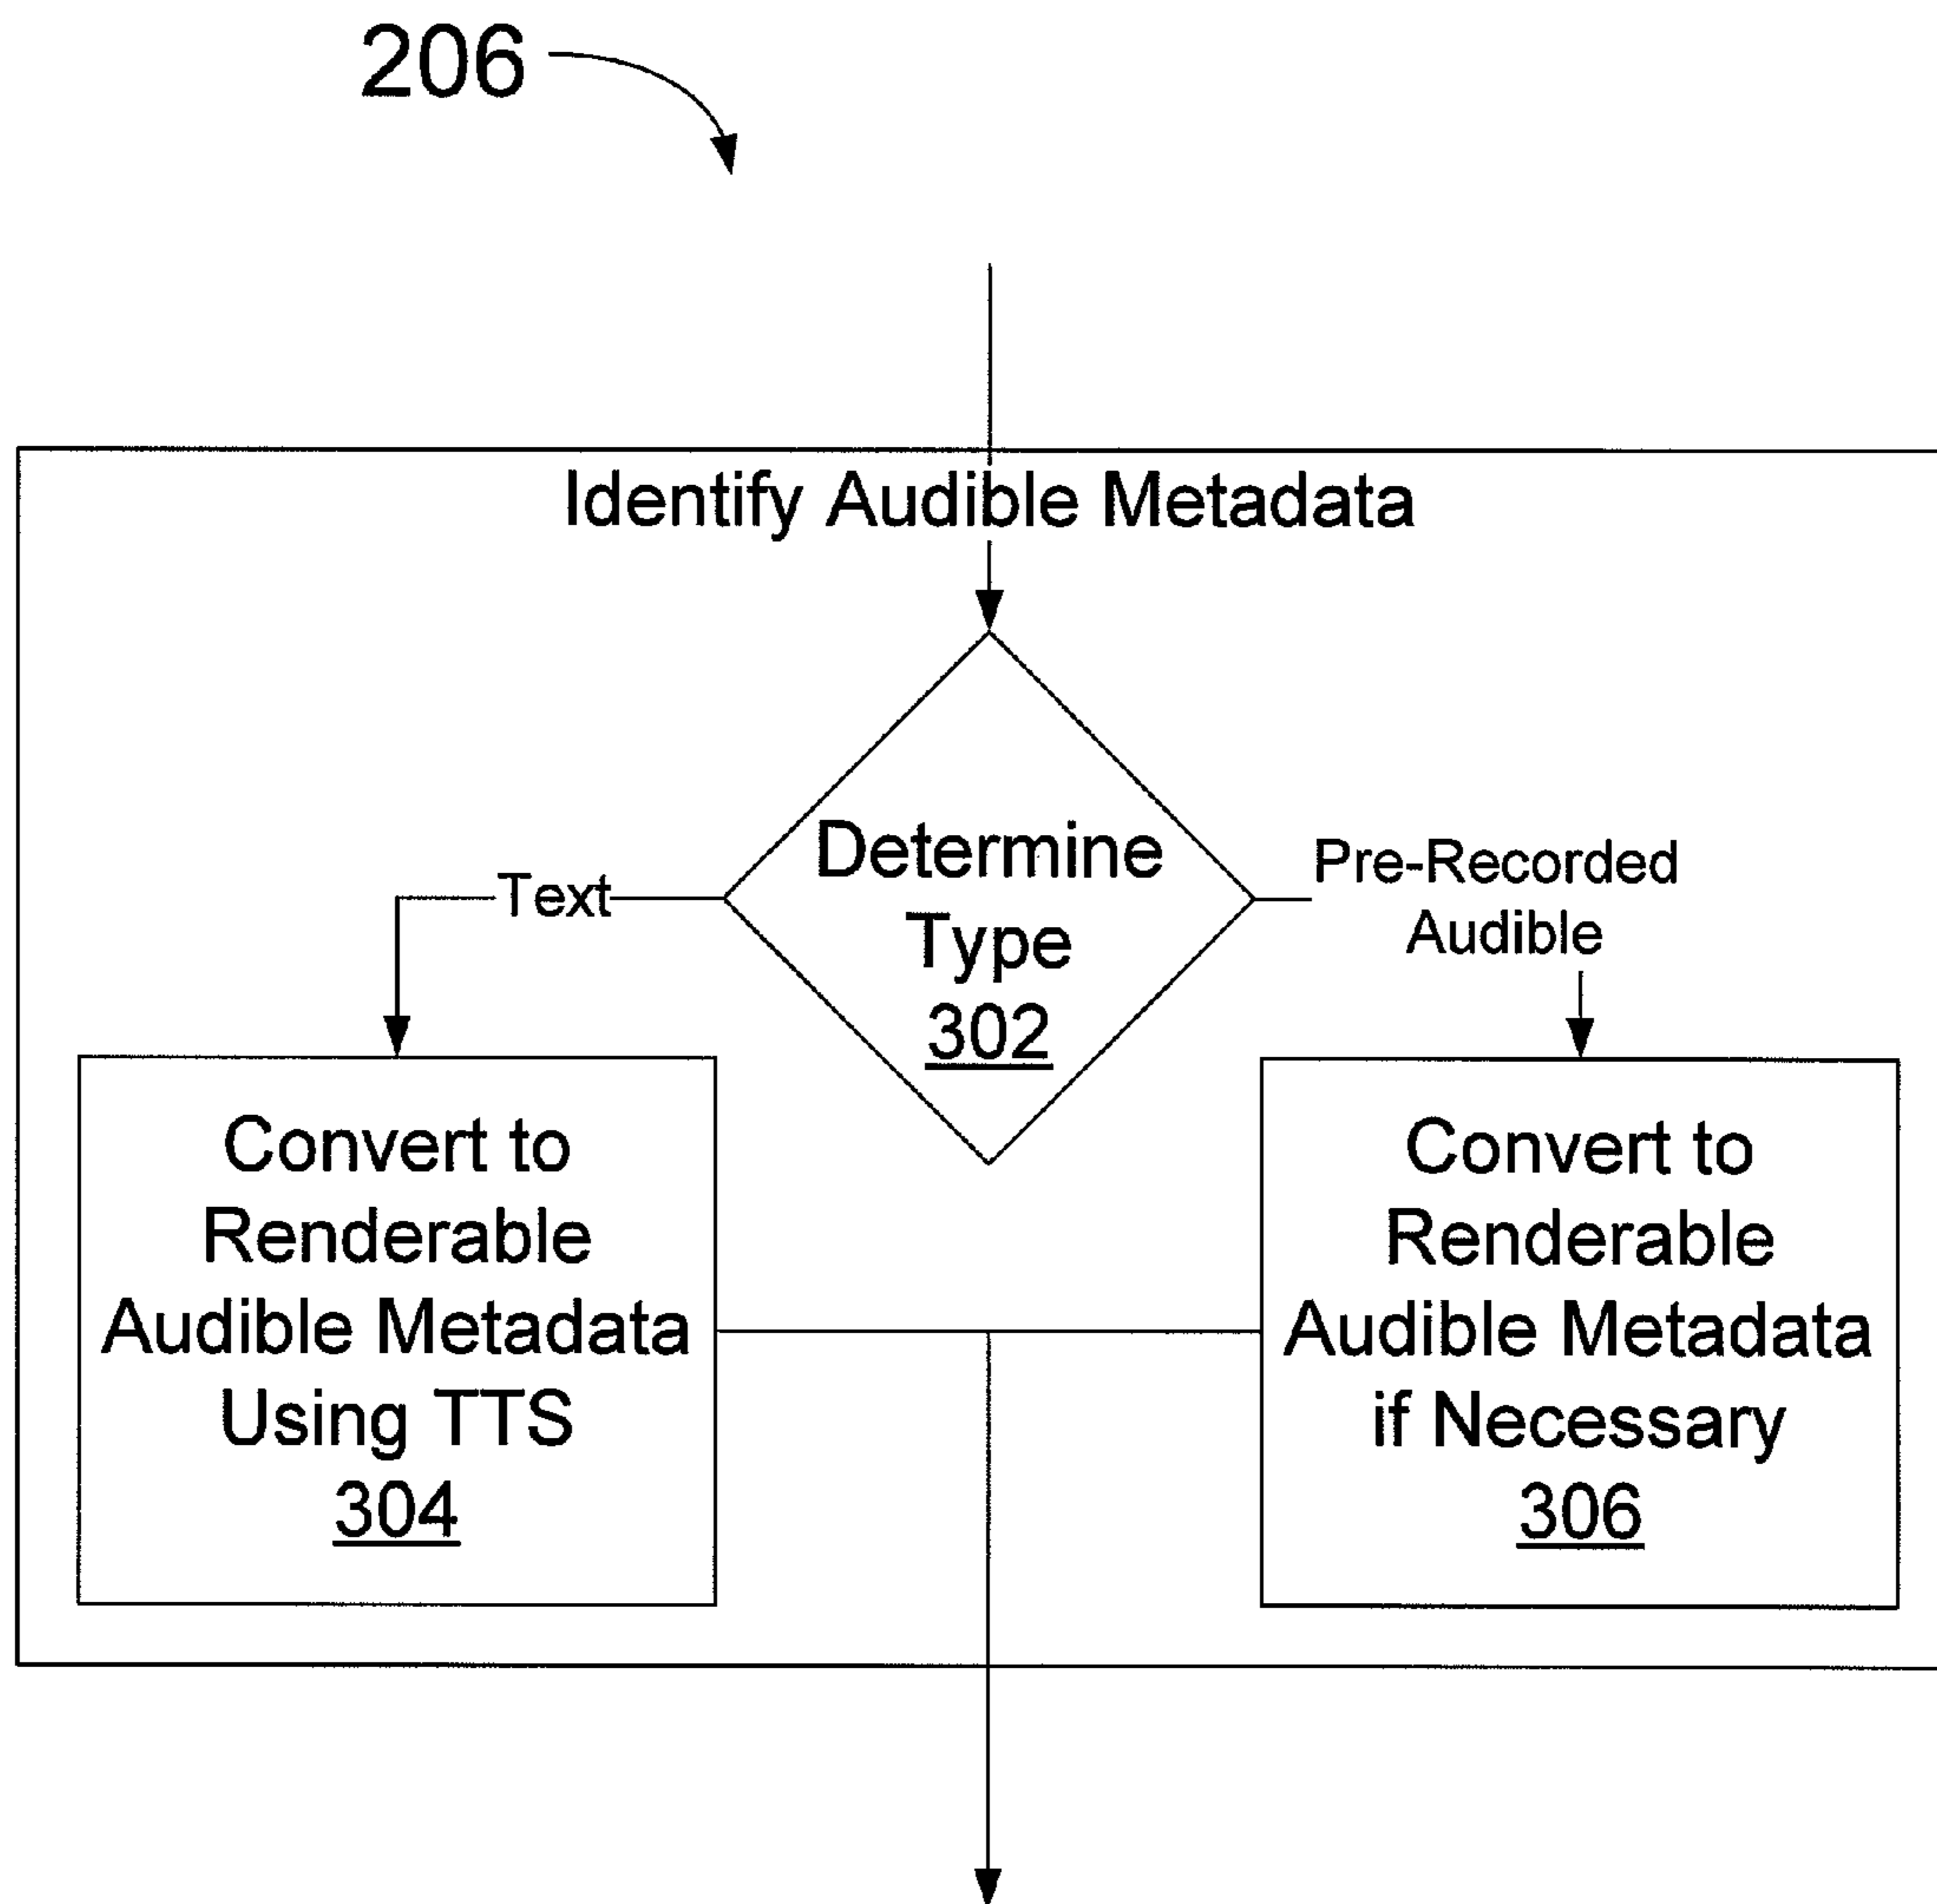 206
Identify Audible Metadata
Determine
Type
302
Text
Pre-Recorded
Audible
Convert to
Renderable
Audible Metadata
Using TTS
304
Convert to
Renderable
Audible Metadata
if Necessary
306